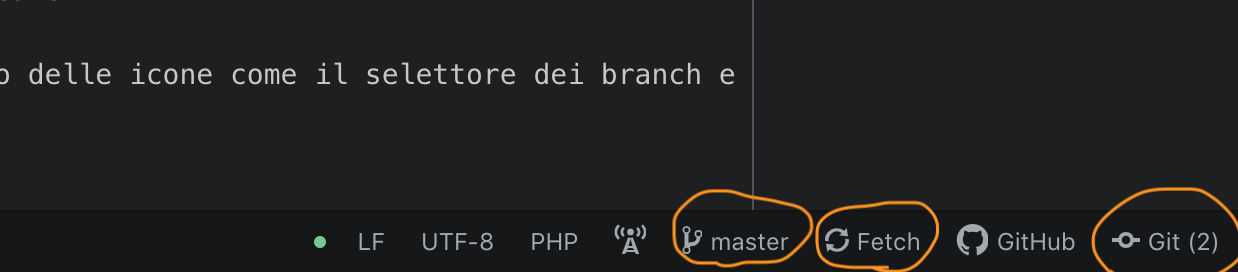 o delle icone come il selettore dei branch e
LF UTF-8 PHP master Fetch GitHub Git (2)